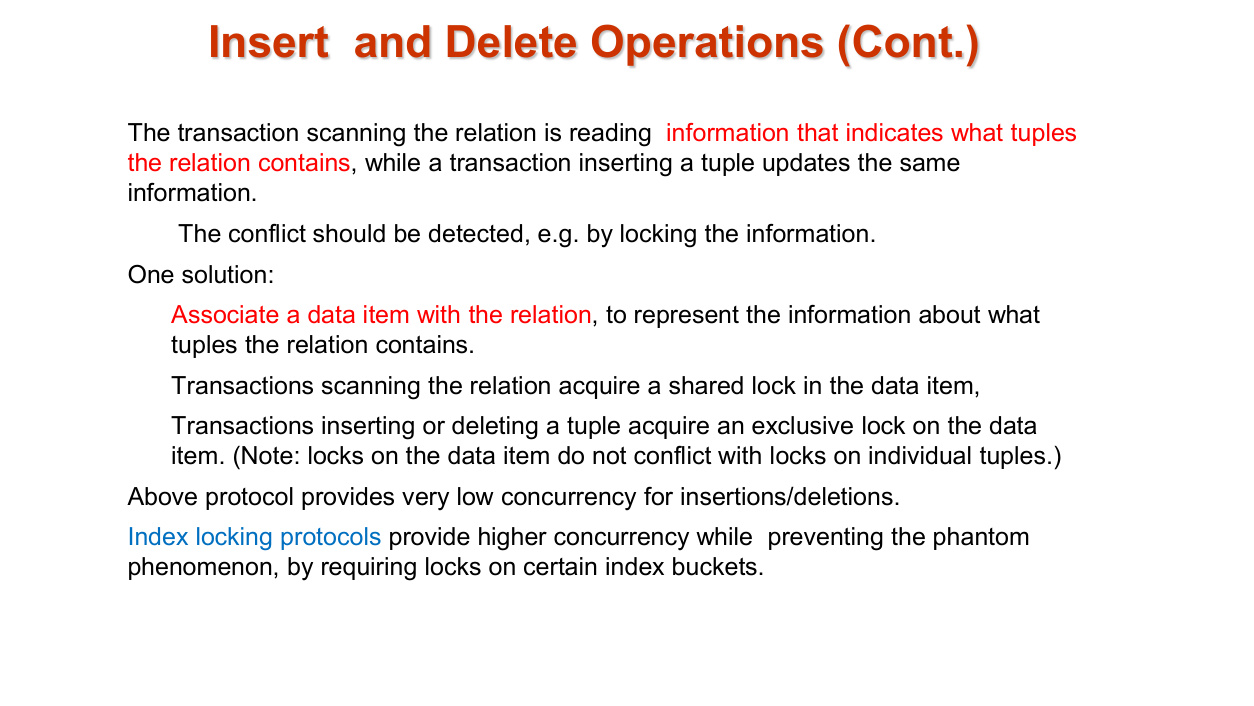 Insert  and Delete Operations (Cont.)
The transaction scanning the relation is reading  information that indicates what tuples
the relation contains, while a transaction inserting a tuple updates the same
information.
The conflict should be detected, e.g. by locking the information.
One solution:
Associate a data item with the relation, to represent the information about what
tuples the relation contains.
Transactions scanning the relation acquire a shared lock in the data item,
Transactions inserting or deleting a tuple acquire an exclusive lock on the data
item. (Note: locks on the data item do not conflict with locks on individual tuples.)
Above protocol provides very low concurrency for insertions/deletions.
Index locking protocols provide higher concurrency while  preventing the phantom
phenomenon, by requiring locks on certain index buckets.